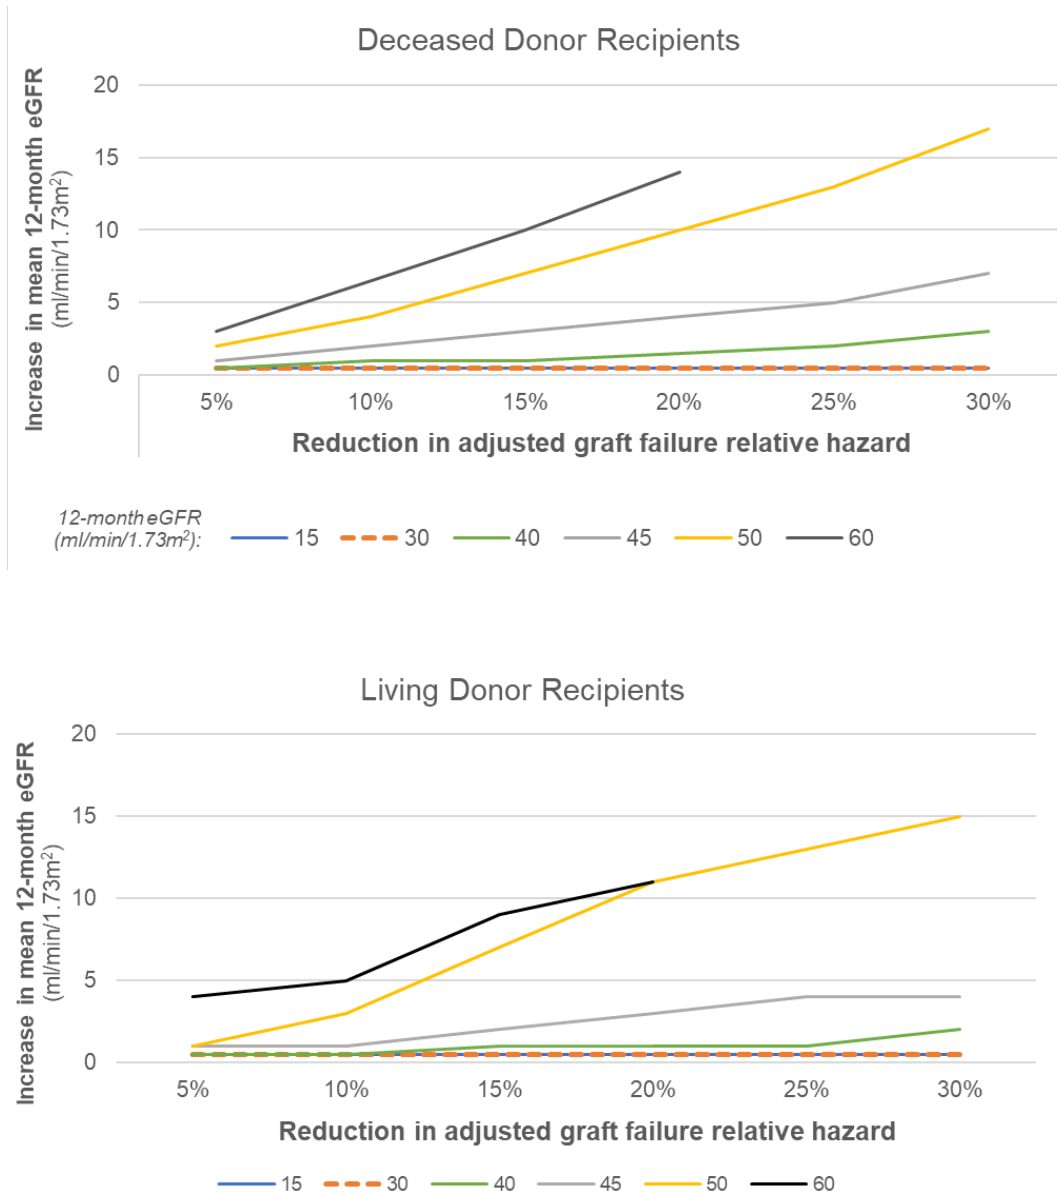 Deceased Donor Recipients
Increase in mean 12-month eGFR
(ml/min/1.73m²)
20
15
10
5
0
5% 10% 15% 20% 25% 30%
Reduction in adjusted graft failure relative hazard
12-month eGFR
(ml/min/1.73m²): 15 30 40 45 50 60
Living Donor Recipients
Increase in mean 12-month eGFR
(ml/min/1.73m²)
20
15
10
5
0
5% 10% 15% 20% 25% 30%
Reduction in adjusted graft failure relative hazard
15 30 40 45 50 60